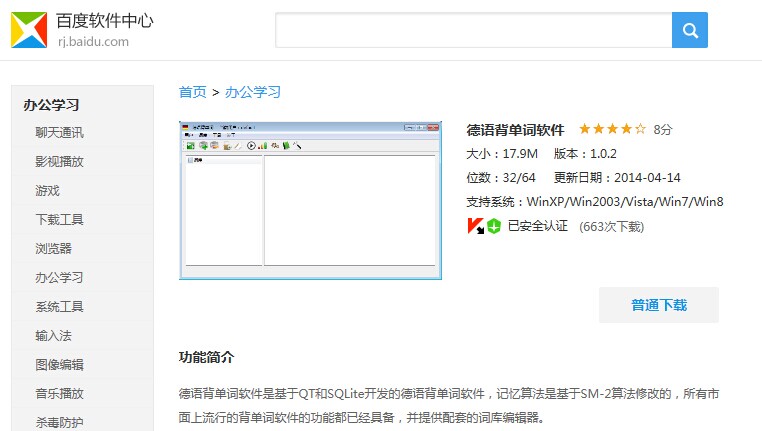 百度软件中心
rj.baidu.com
首页 > 办公学习
办公学习
聊天通讯
影视播放
游戏
下载工具
浏览器
办公学习
系统工具
输入法
图像编辑
音乐播放
杀毒防护
德语背单词软件 8分
大小：17.9M 版本：1.0.2
位数：32/64 更新日期：2014-04-14
支持系统：WinXP/Win2003/Vista/Win7/Win8
已安全认证 (663次下载)
普通下载
功能简介
德语背单词软件是基于QT和SQLite开发的德语背单词软件，记忆算法是基于SM-2算法修改的，所有市
面上流行的背单词软件的功能都已经具备，并提供配套的词库编辑器。